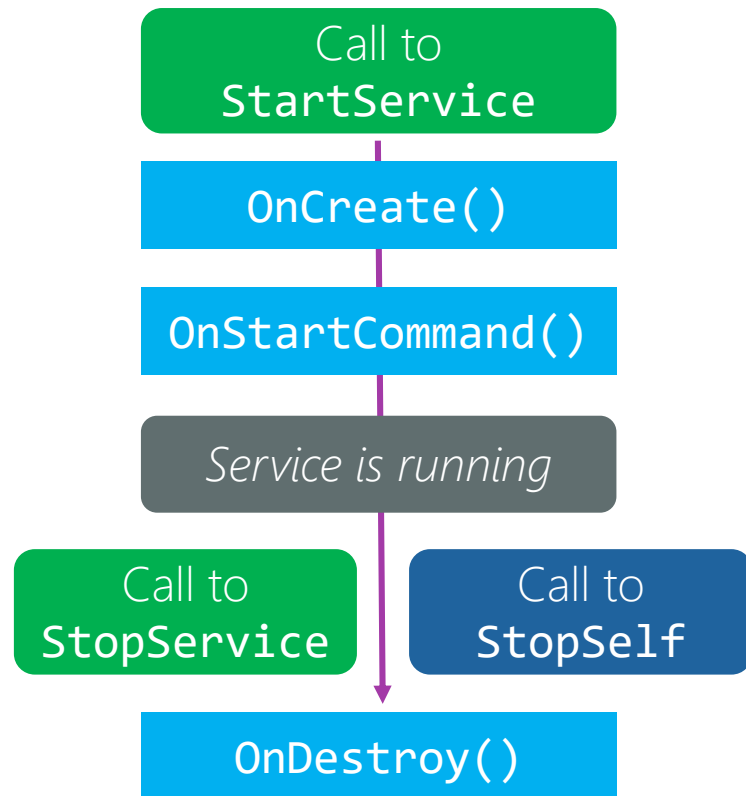 Call to
StartService
OnCreate()
OnStartCommand()
Service is running
Call to
StopService
Call to
StopSelf
OnDestroy()